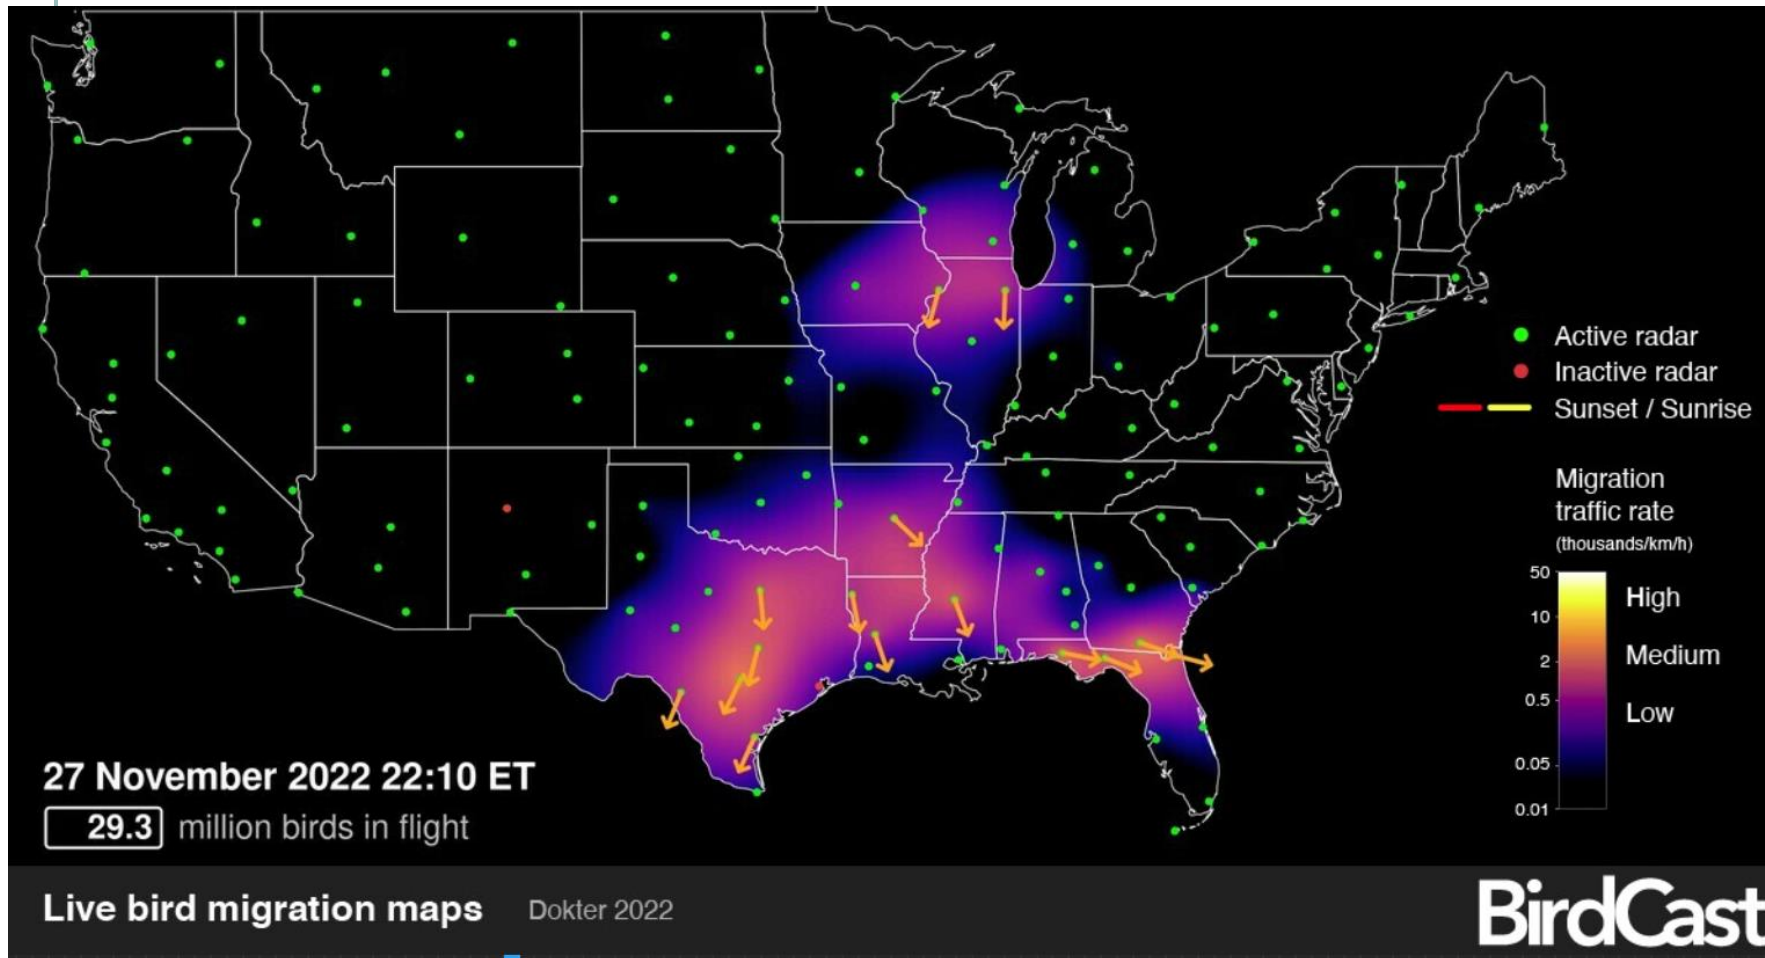 Active radar
Inactive radar
Sunset / Sunrise
Migration
traffic rate
(thousands/km/h)
50
10
2
0.5
0.05
0.01
High
Medium
Low
27 November 2022 22:10 ET
29.3 million birds in flight
Live bird migration maps Dokter 2022
BirdCast